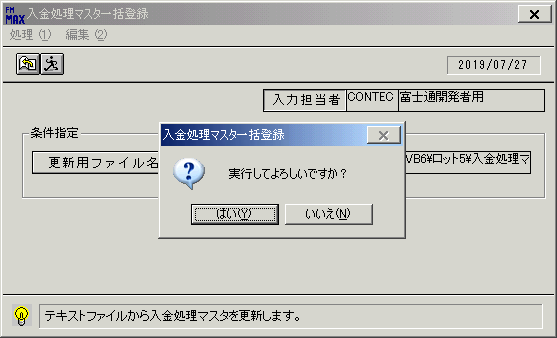 FM MAX 入金処理マスター括登録
処理(1) 編集(2)
2019/07/27
入力担当者 CONTEC 富士通開発者用
条件指定
更新用ファイル名 VB6¥ロット5¥入金処理マ
入金処理マスター括登録
実行してよろしいですか?
はい(Y) いいえ(N)
テキストファイルから入金処理マスタを更新します。